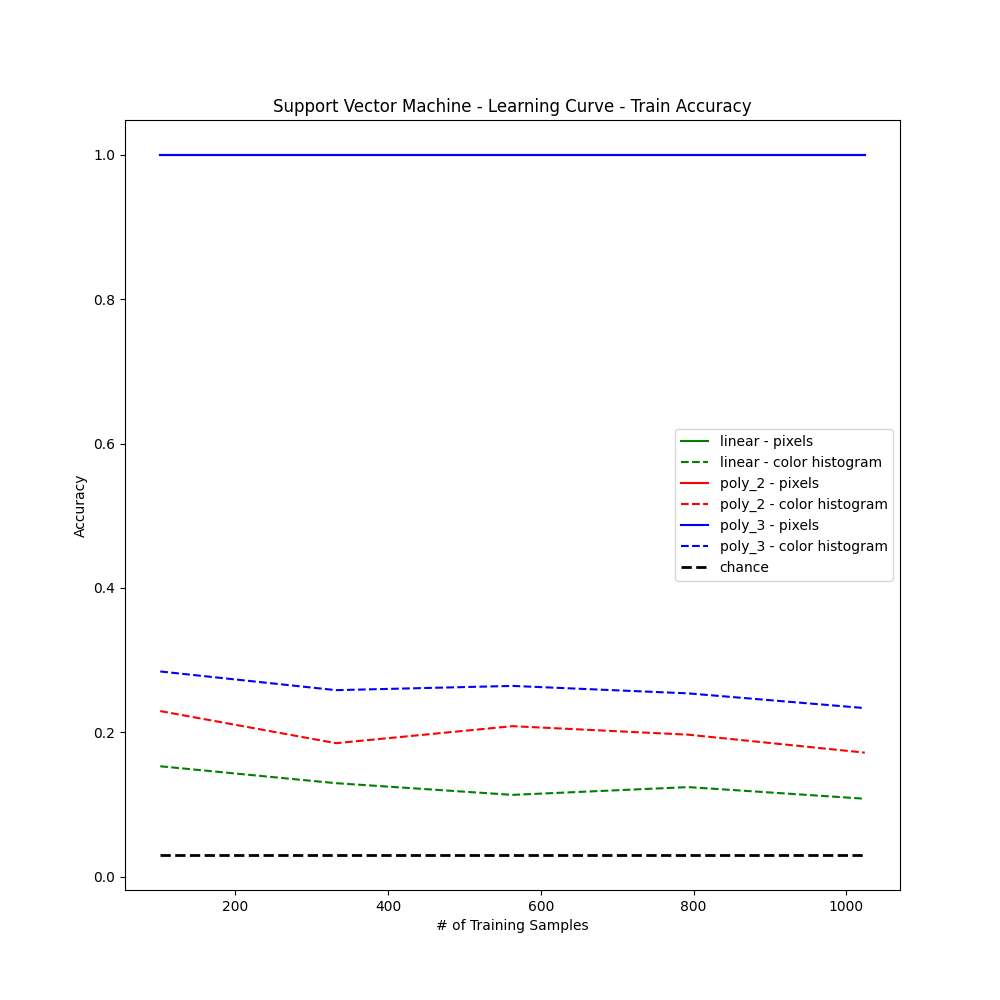 Support Vector Machine - Learning Curve - Train Accuracy
1.0
0.8
0.6
0.4
0.2
0.0
Accuracy
linear - pixels
linear - color histogram
poly_2 - pixels
poly_2 - color histogram
poly_3 - pixels
poly_3 - color histogram
chance
200 400 600 800 1000
# of Training Samples